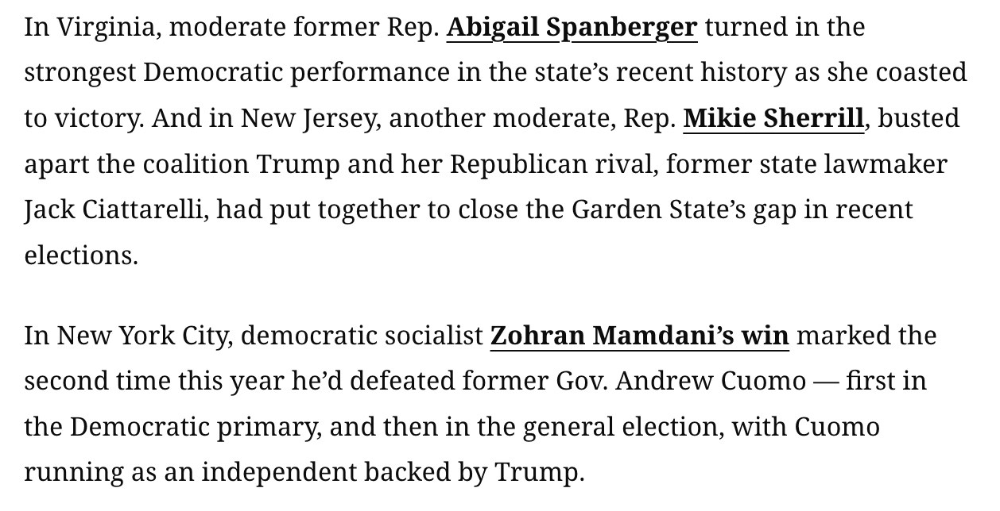 In Virginia, moderate former Rep. Abigail Spanberger turned in the
strongest Democratic performance in the state’s recent history as she coasted
to victory. And in New Jersey, another moderate, Rep. Mikie Sherrill, busted
apart the coalition Trump and her Republican rival, former state lawmaker
Jack Ciattarelli, had put together to close the Garden State’s gap in recent
elections.
In New York City, democratic socialist Zohran Mamdani’s win marked the
second time this year he’d defeated former Gov. Andrew Cuomo — first in
the Democratic primary, and then in the general election, with Cuomo
running as an independent backed by Trump.